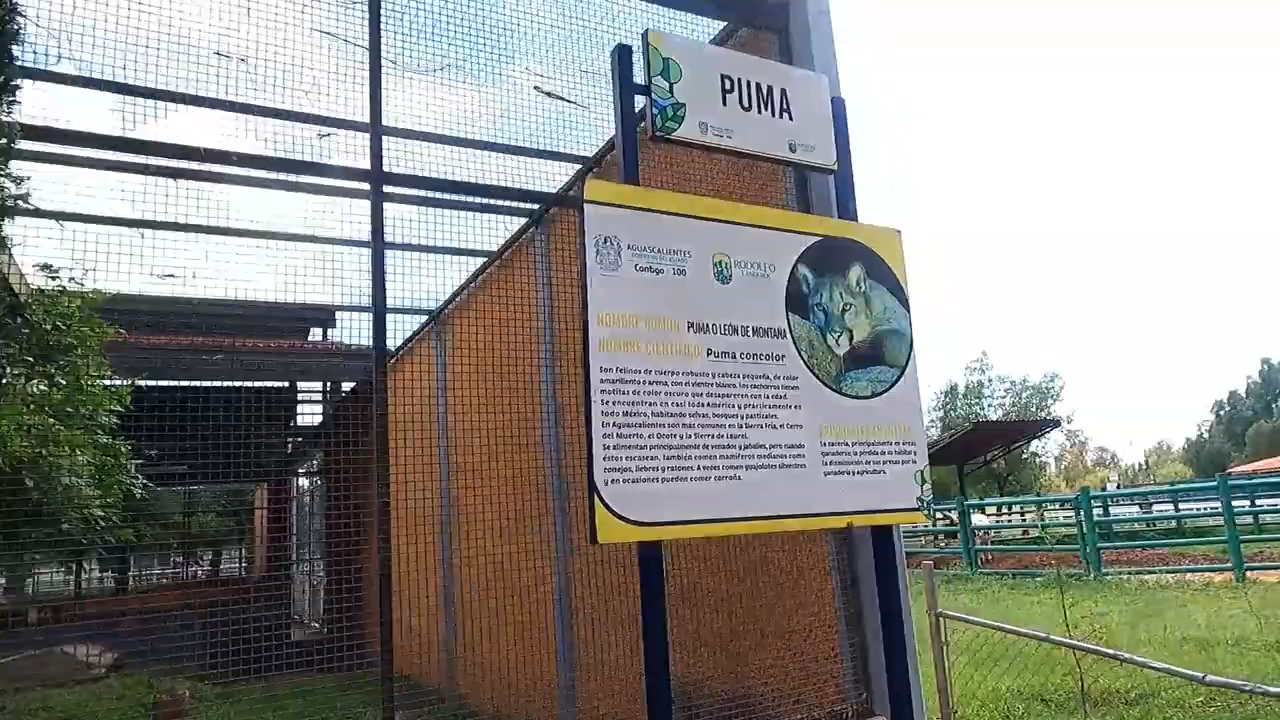 PUMA
AGUASCALIENTES
GOBIERNO DEL ESTADO
Contigo 100
RODOLFO
LANDEROS
NOMBRE COMÚN: PUMA O LEÓN DE MONTAÑA
NOMBRE CIENTÍFICO: Puma concolor
Son felinos de cuerpo robusto y cabeza pequeña, de color
amarillento o arena, con el vientre blanco. Los cachorros tienen
motitas de color oscuro que desaparecen con la edad.
Se encuentran en casi toda América y prácticamente en
todo México, habitando selvas, bosques y pastizales.
En Aguascalientes son más comunes en la Sierra Fría, el Cerro
del Muerto, el Ocote y la Sierra de Laurel.
Se alimentan principalmente de venados y jabalíes, pero cuando
éstos escasean, también comen mamíferos medianos como
conejos, liebres y ratones. A veces comen guajolotes silvestres
y en ocasiones pueden comer carroña.
la cacería, principalmente en áreas
ganaderas; la pérdida de su hábitat y
la disminución de sus presas por la
ganadería y agricultura.